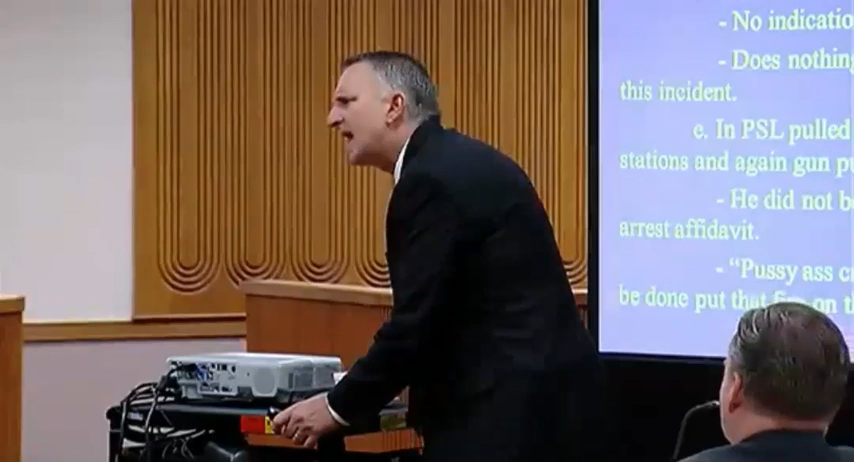 - No indicatio
- Does nothing
this incident.
c. In PSL pulled
stations and again gun p
- He did not b
arrest affidavit.
- “Pussy ass c
be done put that on t